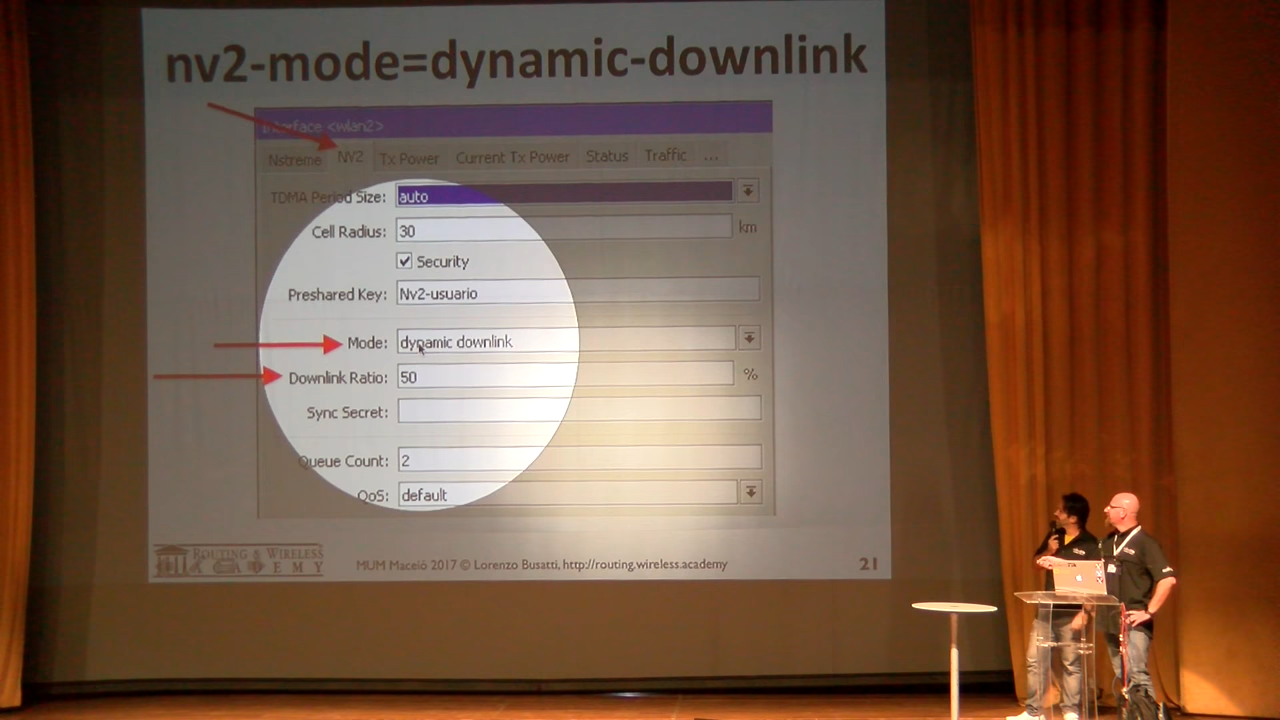 nv2-mode=dynamic-downlink
Interface <wlan2>
Nstreme NV2 Tx Power Current Tx Power Status Traffic ...
TDMA Period Size: auto
Cell Radius: 30 km
Security
Preshared Key: Nv2-usuario
Mode: dynamic downlink
Downlink Ratio: 50 %
Sync Secret:
Queue Count: 2
QoS: default
ROUTING & WIRELESS
ACADEMY
MUM Maceiò 2017 © Lorenzo Busatti, http://routing.wireless.academy
21